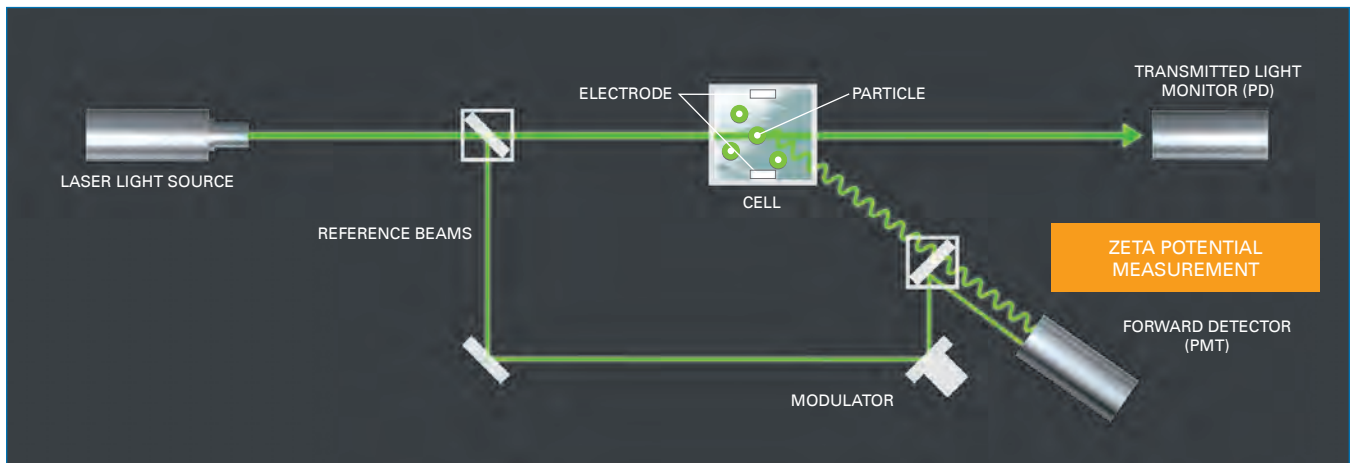 TRANSMITTED LIGHT
MONITOR (PD)
ELECTRODE
PARTICLE
LASER LIGHT SOURCE
CELL
REFERENCE BEAMS
ZETA POTENTIAL
MEASUREMENT
FORWARD DETECTOR
(PMT)
MODULATOR